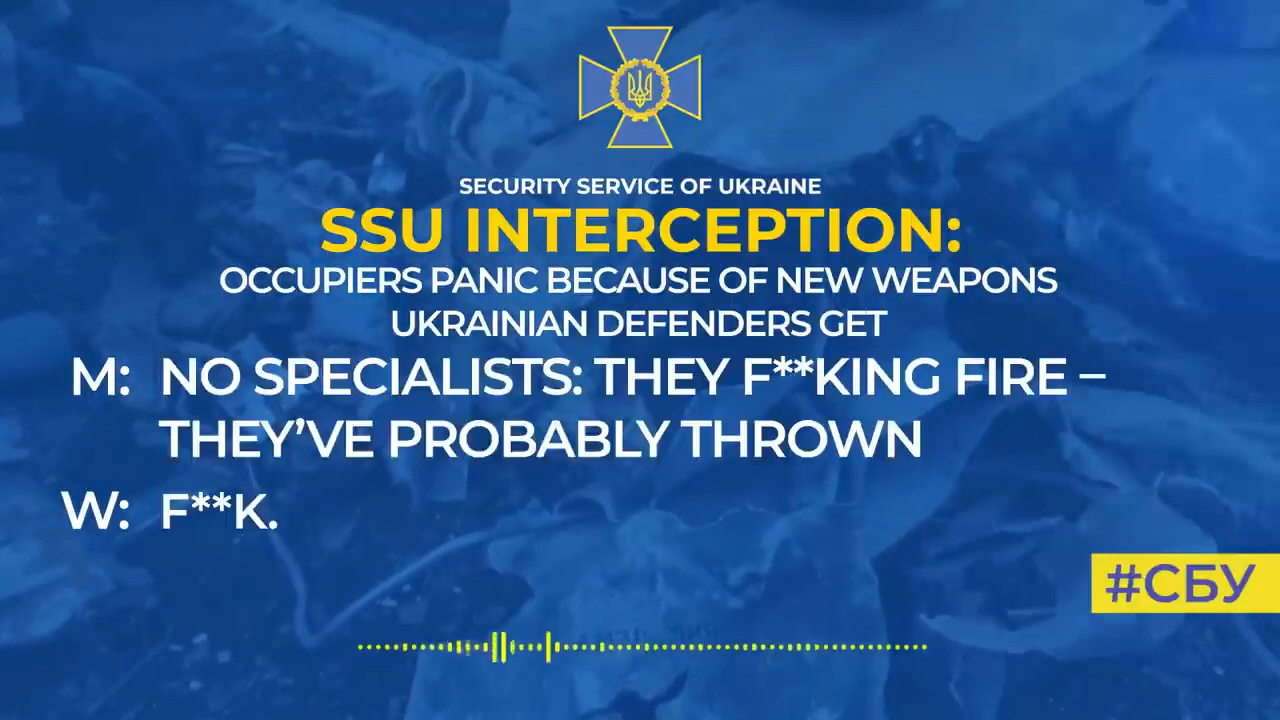 SECURITY SERVICE OF UKRAINE
SSU INTERCEPTION:
OCCUPIERS PANIC BECAUSE OF NEW WEAPONS
UKRAINIAN DEFENDERS GET
M: NO SPECIALISTS: THEY F**KING FIRE –
THEY’VE PROBABLY THROWN
W: F**K.
#СБУ